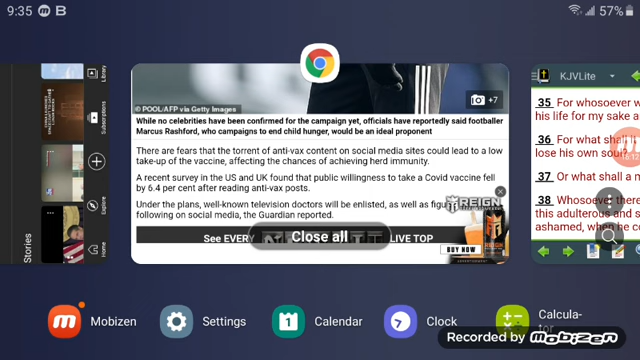 9:35
57%
Library
Subscriptions
Explore
Home
Stories
© POOL/AFP via Getty Images
+7
While no celebrities have been confirmed for the campaign yet, officials have reportedly said footballer
Marcus Rashford, who campaigns to end child hunger, would be an ideal proponent
There are fears that the torrent of anti-vax content on social media sites could lead to a low
take-up of the vaccine, affecting the chances of achieving herd immunity.
A recent survey in the US and UK found that public willingness to take a Covid vaccine fell
by 6.4 per cent after reading anti-vax posts.
Under the plans, well-known television doctors will be enlisted, as well as
following on social media, the Guardian reported.
REIGN
BUY NOW
See EVERY
LIVE TOP
Close all
KJVLite
35 For whosoever w
his life for my sake a
36 For what shall
lose his own soul?
37 Or what shall a m
38 Whosoever there
this adulterous and s
ashamed, when he co
Mobizen
Settings
Calendar
Clock
Calcula-
tor
Recorded by mobizen